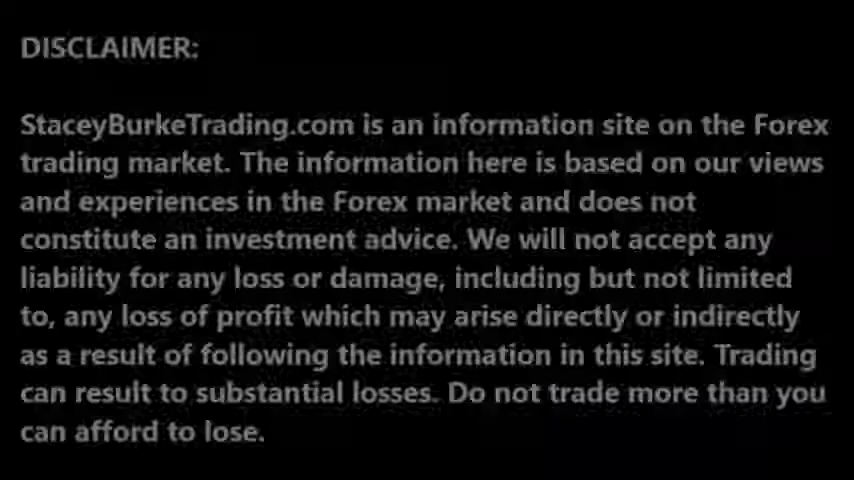 DISCLAIMER:
StaceyBurkeTrading.com is an information site on the Forex
trading market. The information here is based on our views
and experiences in the Forex market and does not
constitute an investment advice. We will not accept any
liability for any loss or damage, including but not limited
to, any loss of profit which may arise directly or indirectly
as a result of following the information in this site. Trading
can result to substantial losses. Do not trade more than you
can afford to lose.